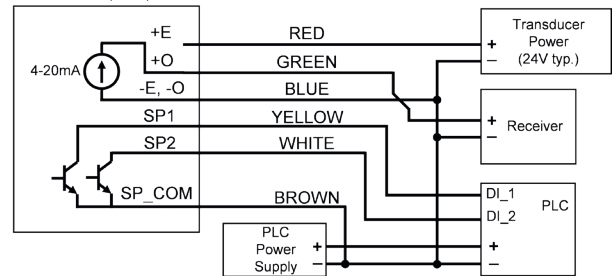 +E
RED
Transducer
Power
(24V typ.)
+
−
4-20mA
+O
GREEN
-E, -O
BLUE
SP1
YELLOW
+
Receiver
−
SP2
WHITE
SP_COM
BROWN
DI_1
PLC
DI_2
PLC
Power
Supply
+
−
+
−